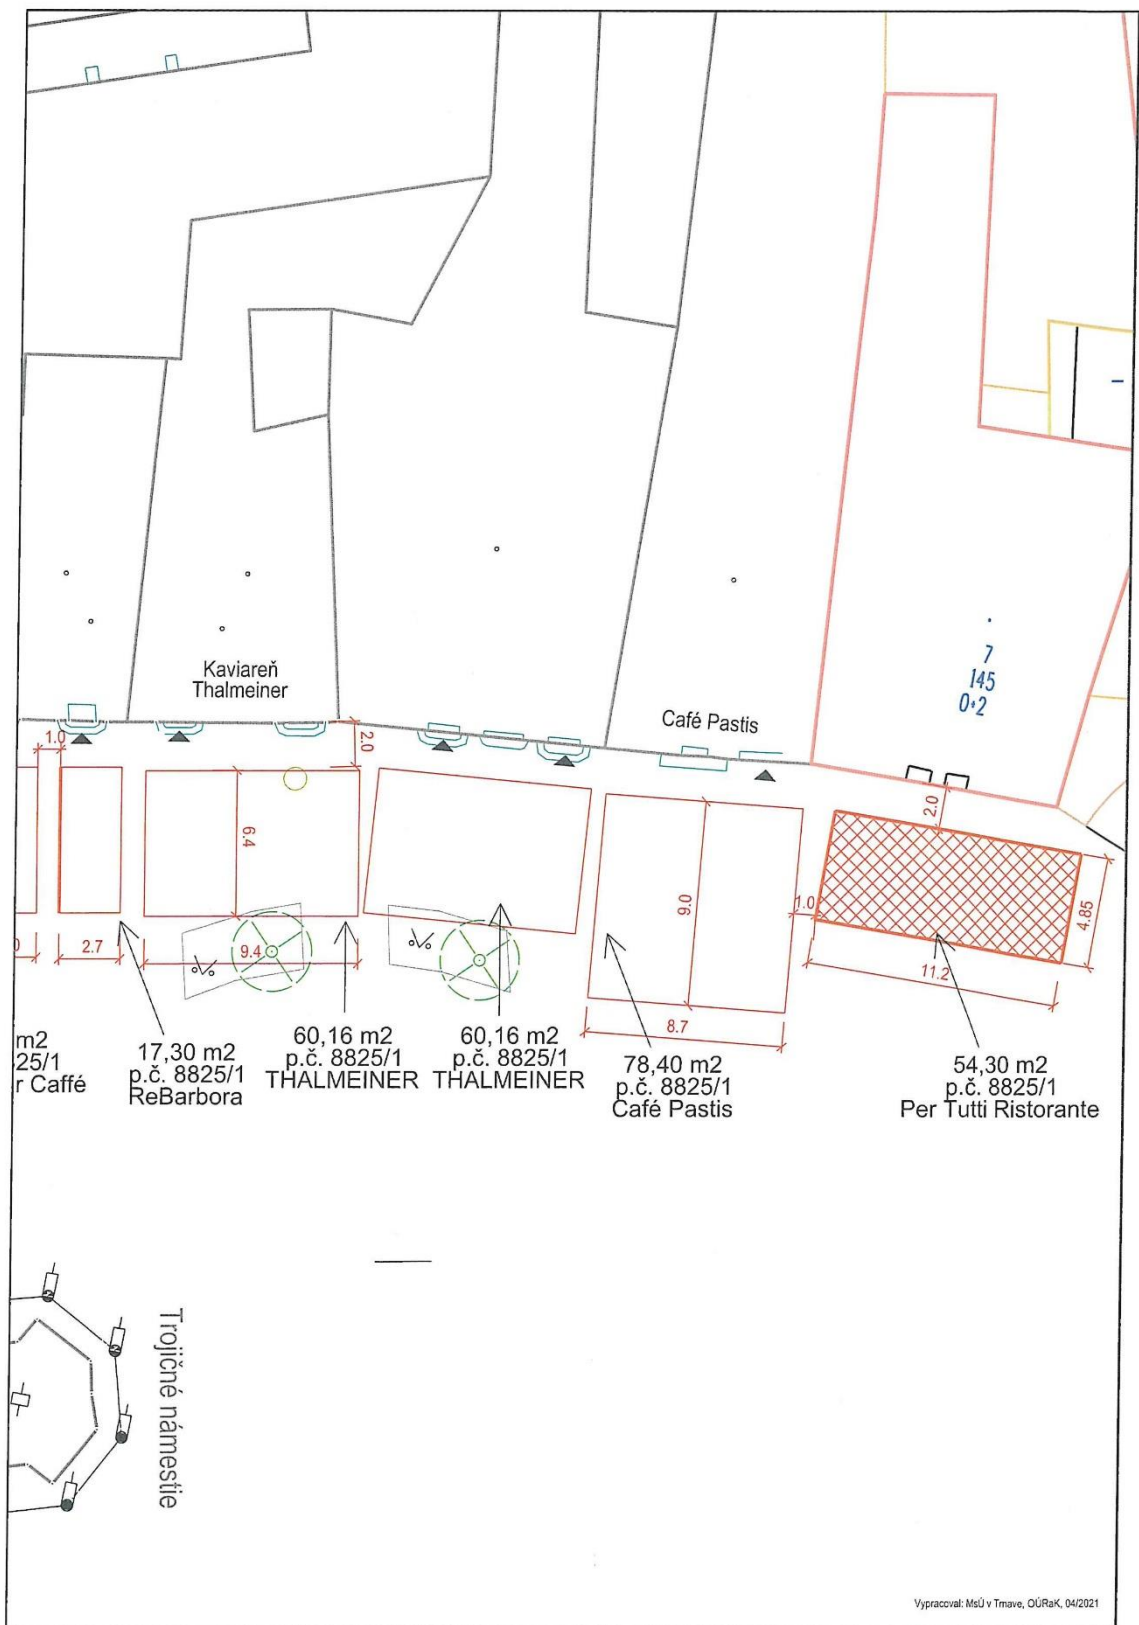 7
145
0+2
Kaviareň
Thalmeiner
Café Pastis
1.0
2.0
2.0
6.4
9.0
1.0
4.85
2.7
9.4
8.7
11.2
m2
25/1
r Caffé
17,30 m2
p.č. 8825/1
ReBarbora
60,16 m2
p.č. 8825/1
THALMEINER
60,16 m2
p.č. 8825/1
THALMEINER
78,40 m2
p.č. 8825/1
Café Pastis
54,30 m2
p.č. 8825/1
Per Tutti Ristorante
Trojičné námestie
Vypracoval: MsÚ v Trnave, OÚRaK, 04/2021